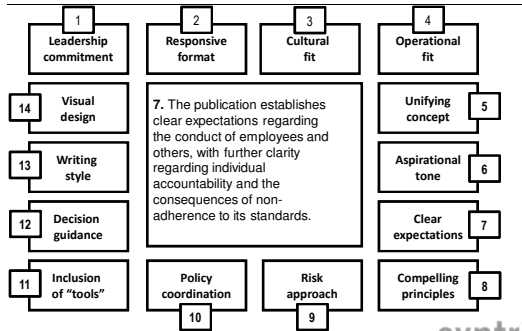 1
2
3
4
Leadership commitment
Responsive format
Cultural fit
Operational fit
14
Visual design
7. The publication establishes
clear expectations regarding
the conduct of employees and
others, with further clarity
regarding individual
accountability and the
consequences of non-
adherence to its standards.
Unifying concept
5
13
Writing style
Aspirational tone
6
12
Decision guidance
Clear expectations
7
11
Inclusion of “tools”
Policy coordination
10
Risk approach
9
Compelling principles
8